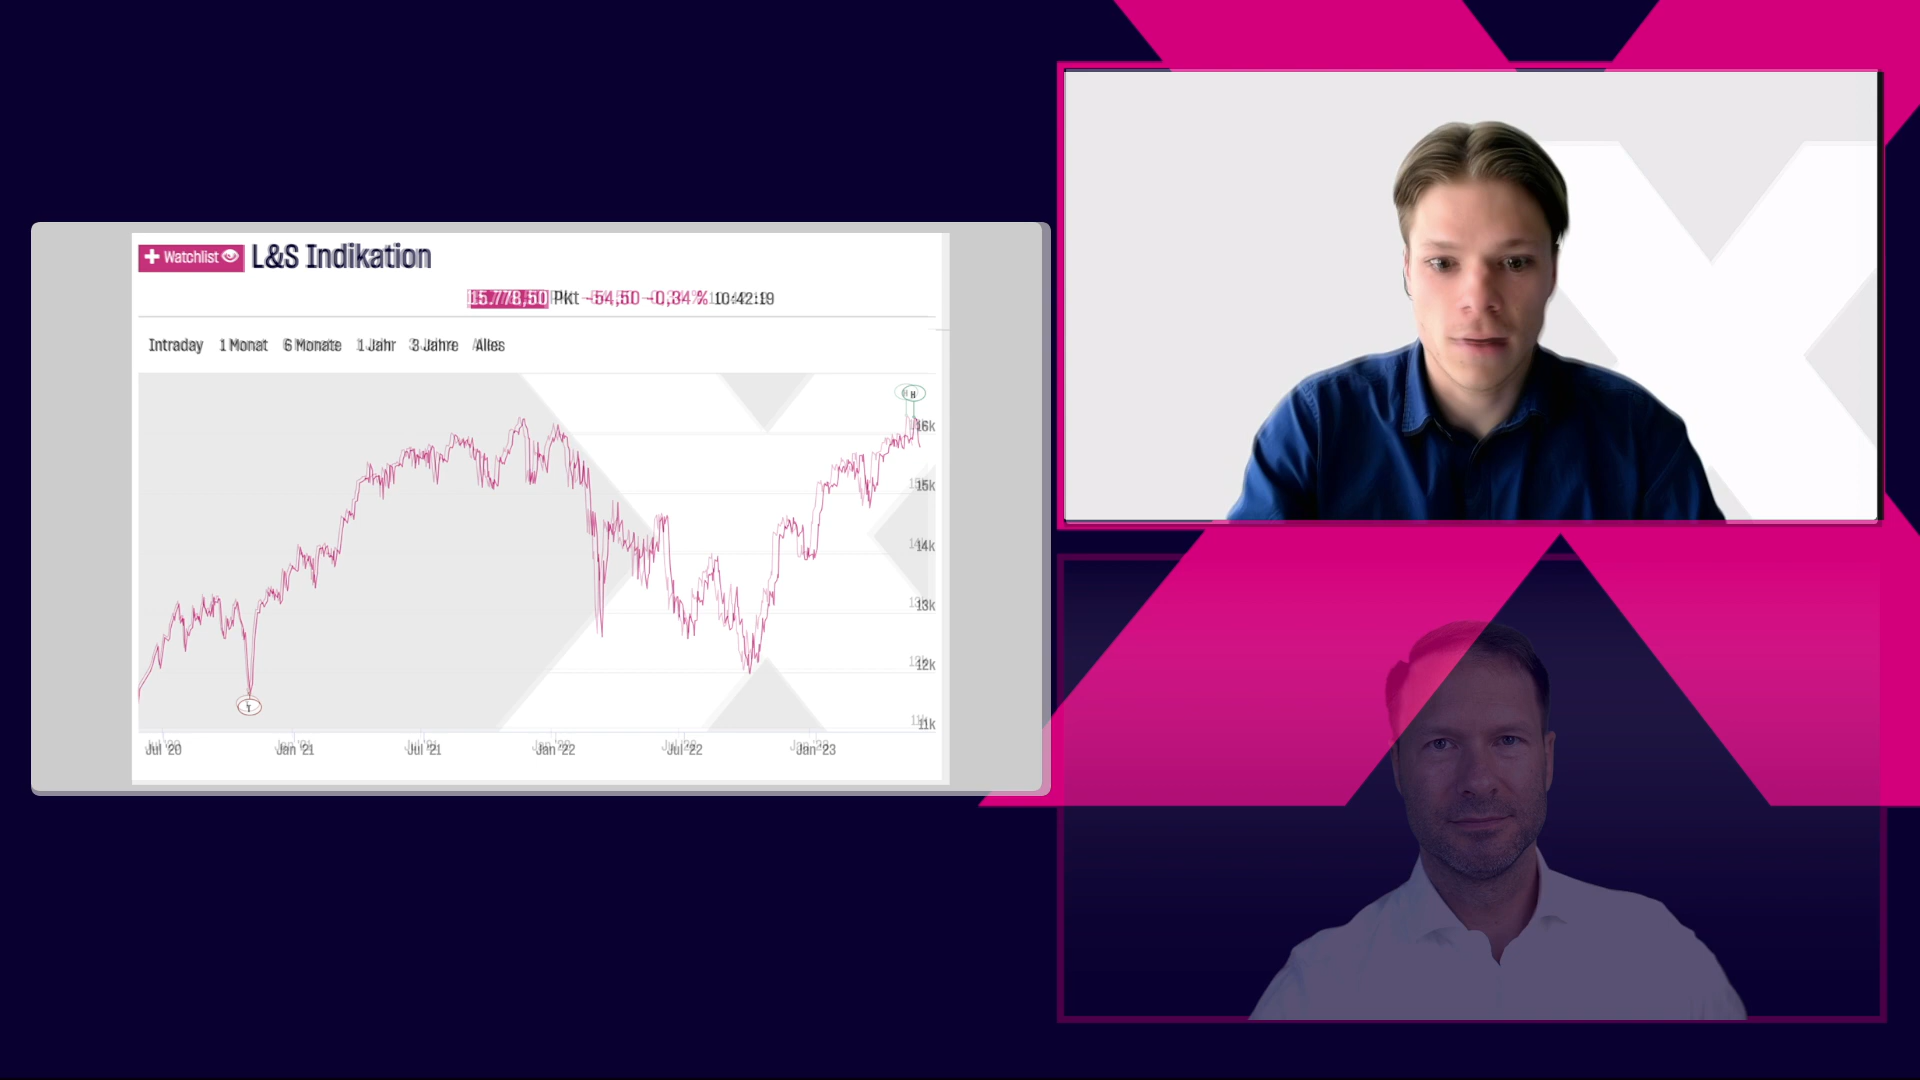 Watchlist L&S Indikation
15.778,50 Pkt -54,50 -0,34% 10:42:19
Intraday 1 Monat 6 Monate 1 Jahr 3 Jahre Alles
H
16k
15k
14k
13k
12k
T
11k
Jul '20 Jan '21 Jul '21 Jan '22 Jul '22 Jan '23